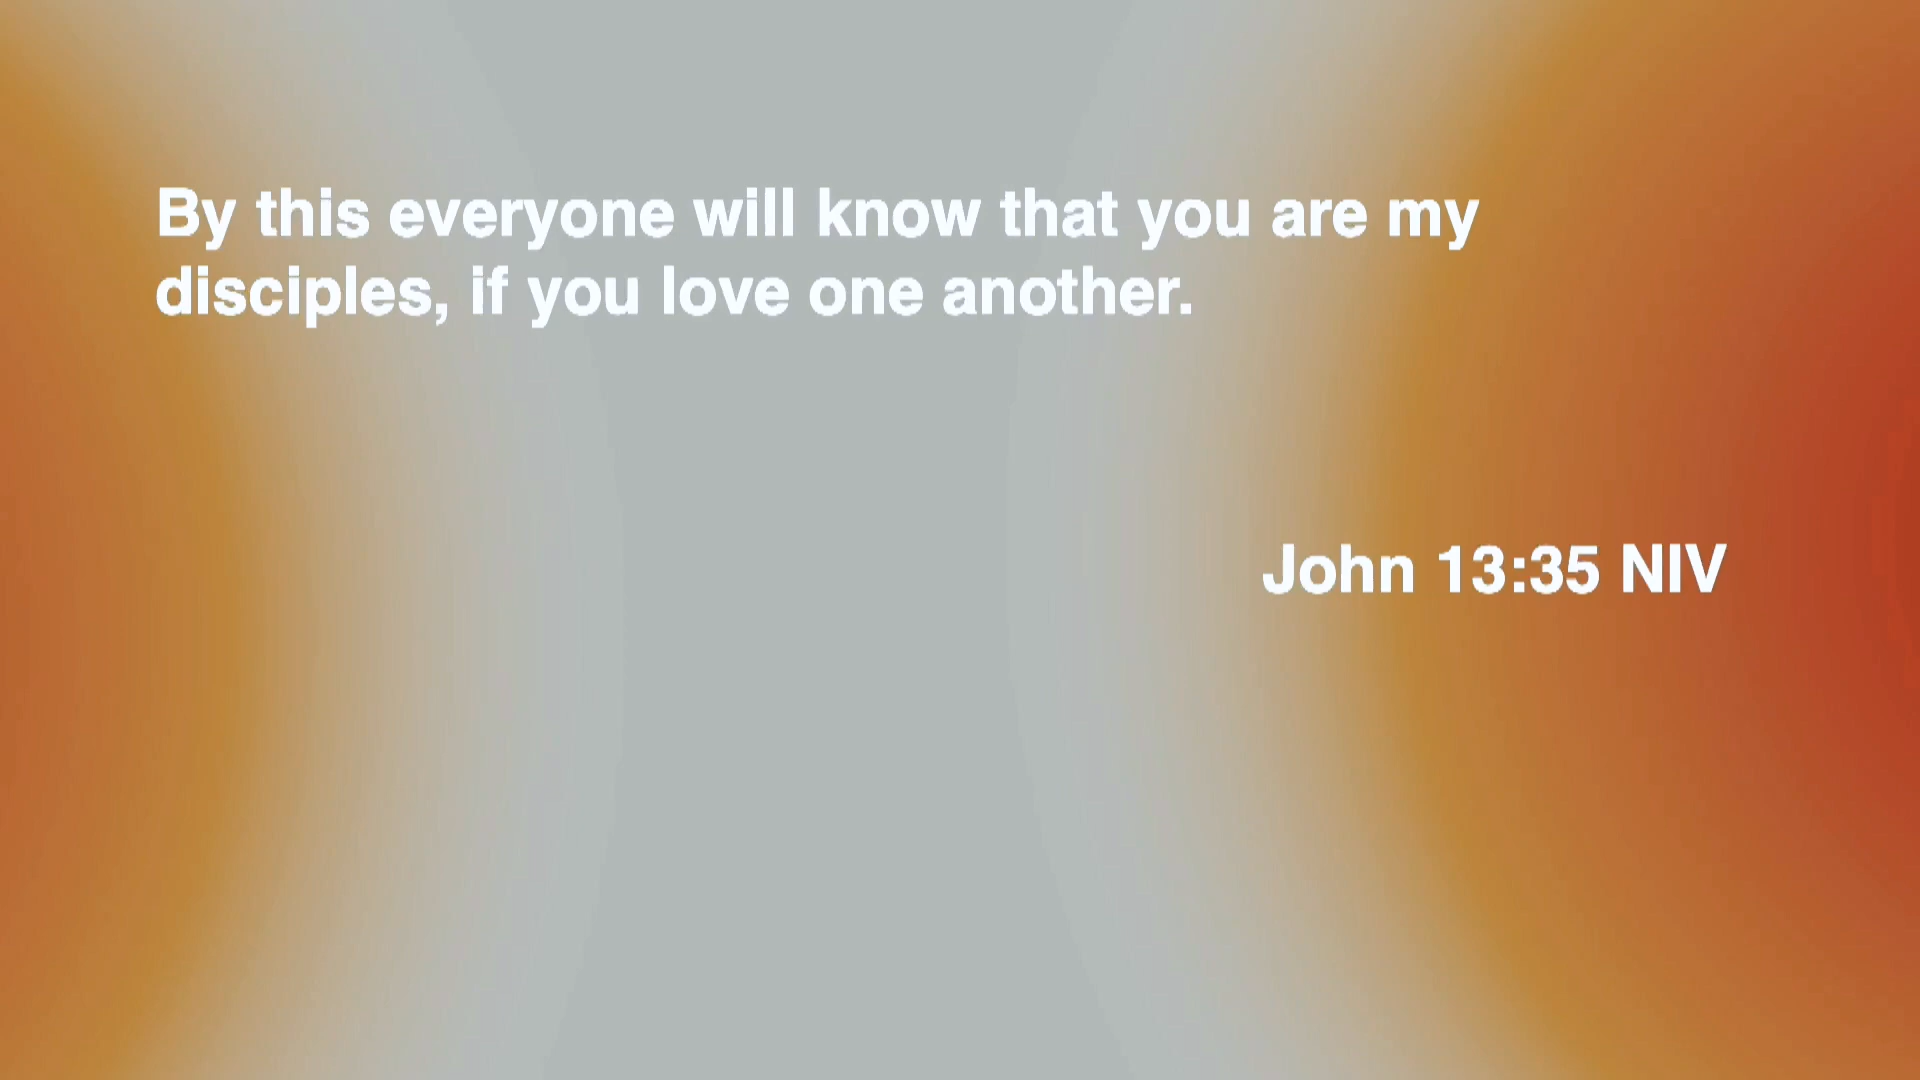 By this everyone will know that you are my
disciples, if you love one another.
John 13:35 NIV